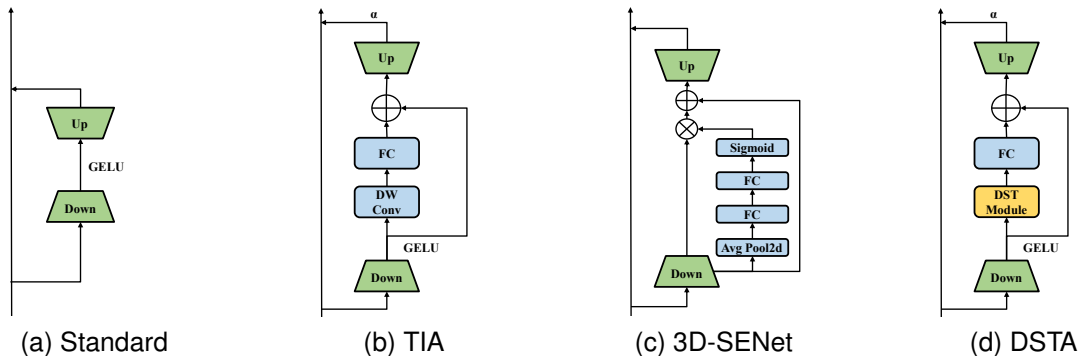 Up
GELU
Down
(a) Standard
α
Up
FC
DW
Conv
GELU
Down
(b) TIA
Up
Sigmoid
FC
FC
Avg Pool2d
Down
(c) 3D-SENet
α
Up
FC
DST
Module
GELU
Down
(d) DSTA